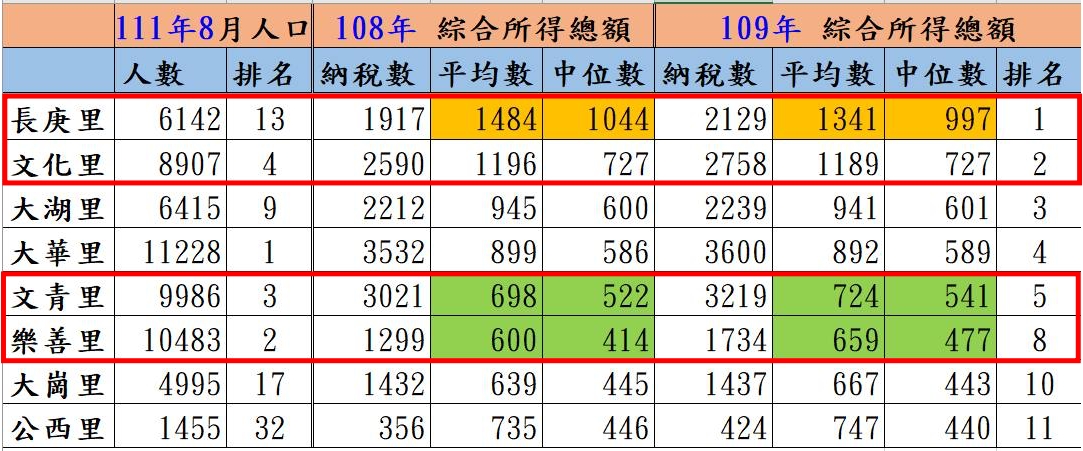 111年8月人口 108年 綜合所得總額 109年 綜合所得總額
人數 排名 納稅數 平均數 中位數 納稅數 平均數 中位數 排名
長庚里 6142 13 1917 1484 1044 2129 1341 997 1
文化里 8907 4 2590 1196 727 2758 1189 727 2
大湖里 6415 9 2212 945 600 2239 941 601 3
大華里 11228 1 3532 899 586 3600 892 589 4
文青里 9986 3 3021 698 522 3219 724 541 5
樂善里 10483 2 1299 600 414 1734 659 477 8
大崗里 4995 17 1432 639 445 1437 667 443 10
公西里 1455 32 356 735 446 424 747 440 11